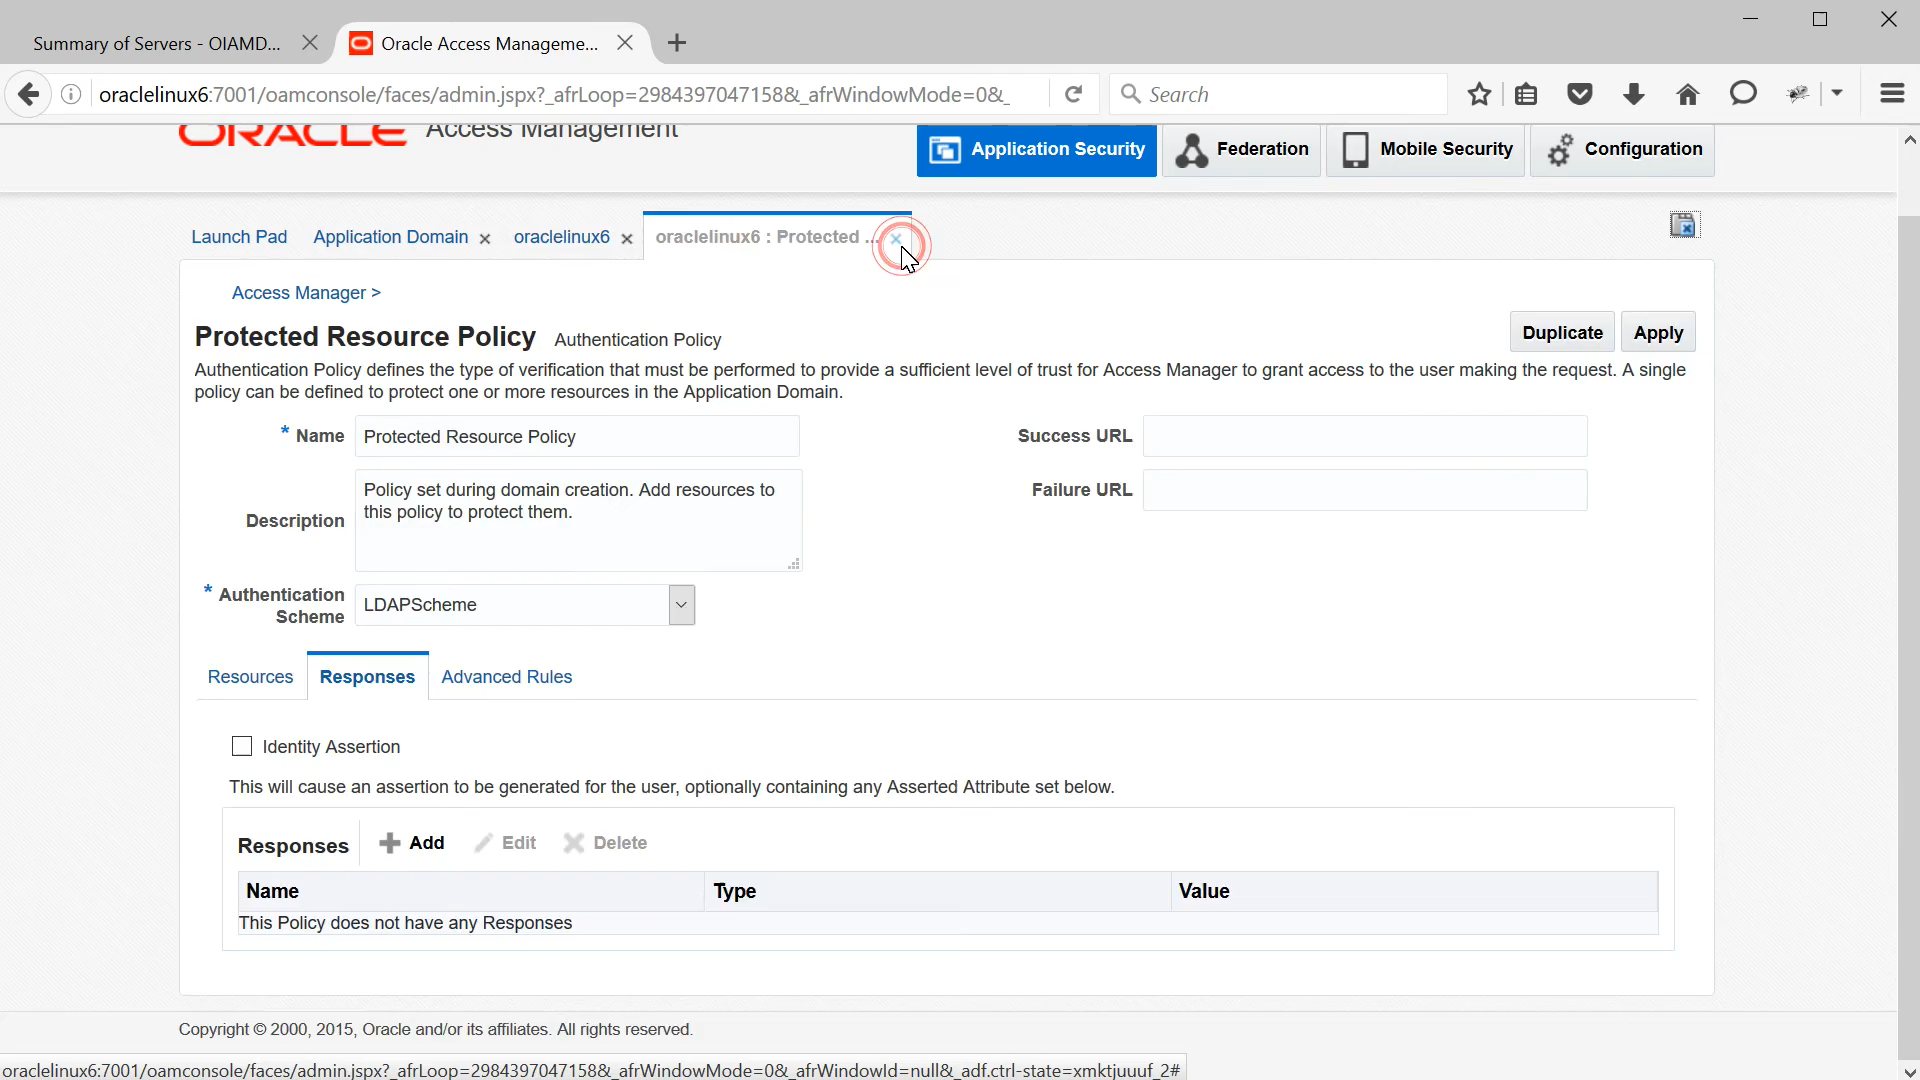 Summary of Servers - OIAMD...
Oracle Access Manageme...
oraclelinux6:7001/oamconsole/faces/admin.jspx?_afrLoop=2984397047158&_afrWindowMode=0&_
Search
ORACLE Access Management
Application Security
Federation
Mobile Security
Configuration
Launch Pad
Application Domain
oraclelinux6
oraclelinux6 : Protected ...
Access Manager >
Protected Resource Policy Authentication Policy
Duplicate
Apply
Authentication Policy defines the type of verification that must be performed to provide a sufficient level of trust for Access Manager to grant access to the user making the request. A single
policy can be defined to protect one or more resources in the Application Domain.
* Name
Protected Resource Policy
Success URL
Description
Policy set during domain creation. Add resources to
this policy to protect them.
Failure URL
* Authentication
Scheme
LDAPScheme
Resources
Responses
Advanced Rules
Identity Assertion
This will cause an assertion to be generated for the user, optionally containing any Asserted Attribute set below.
Responses
Add
Edit
Delete
Name
Type
Value
This Policy does not have any Responses
Copyright © 2000, 2015, Oracle and/or its affiliates. All rights reserved.
oraclelinux6:7001/oamconsole/faces/admin.jspx?_afrLoop=2984397047158&_afrWindowMode=0&_afrWindowId=null&_adf.ctrl-state=xmktjuuuf_2#